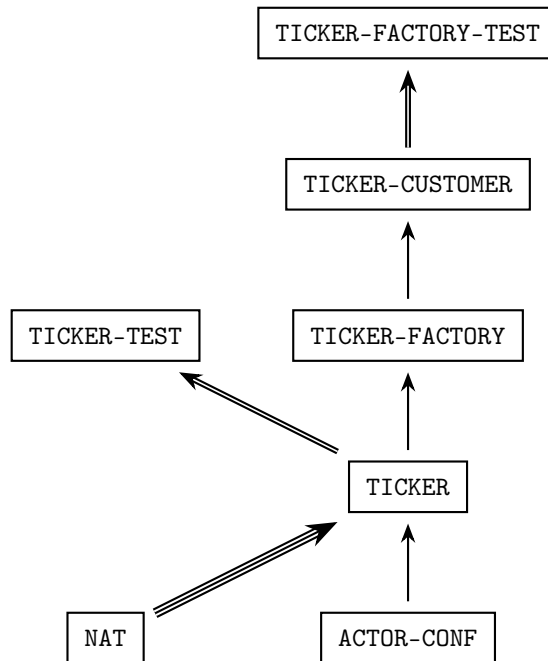 TICKER-FACTORY-TEST
TICKER-CUSTOMER
TICKER-TEST
TICKER-FACTORY
TICKER
NAT
ACTOR-CONF